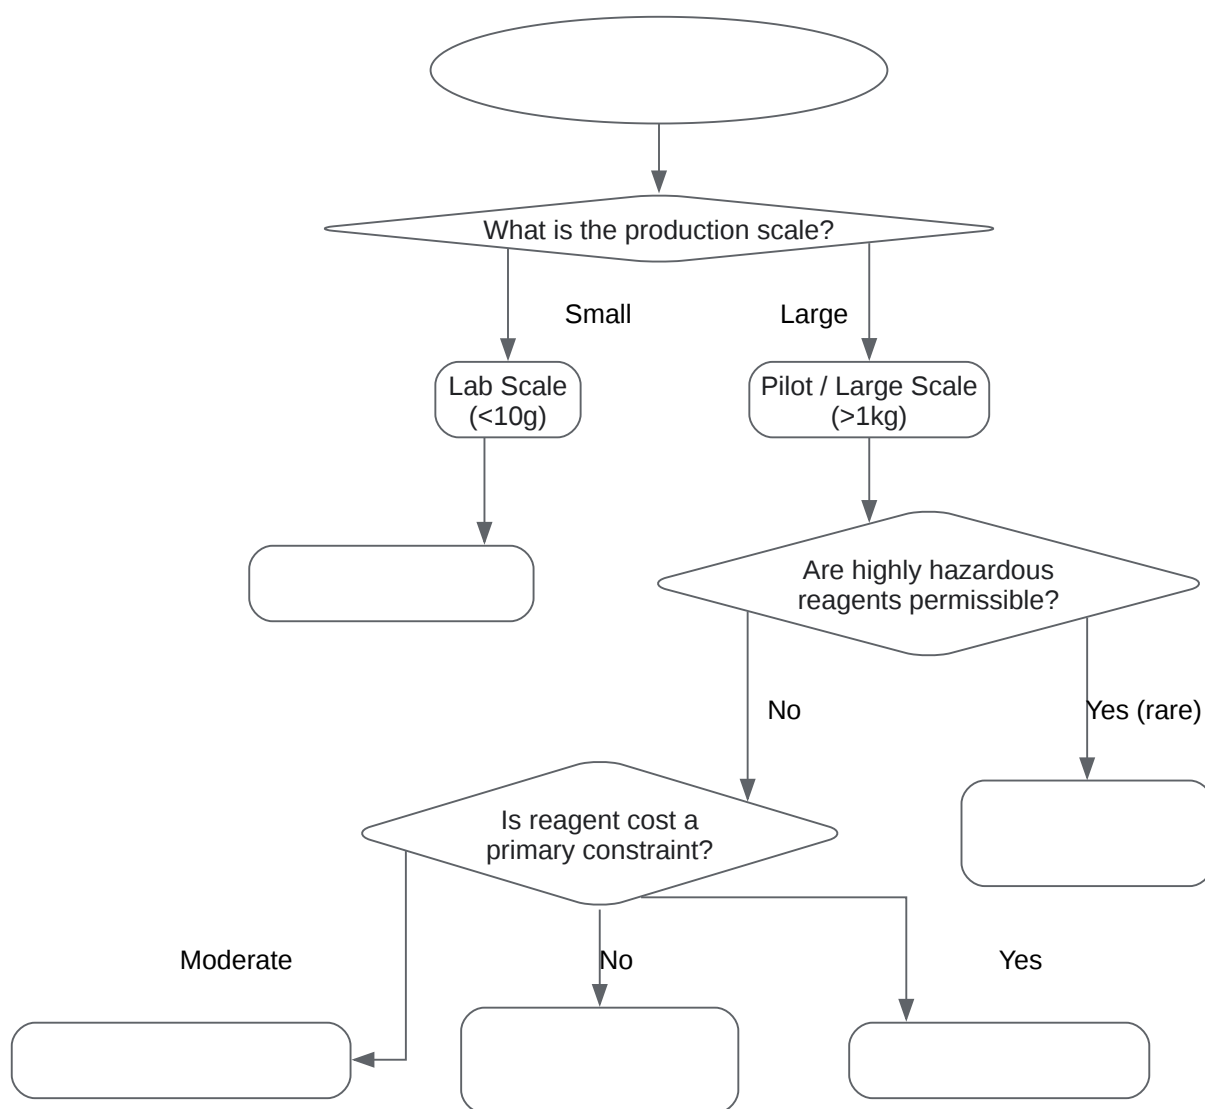 What is the production scale?
Small
Large
Lab Scale
(<10g)
Pilot / Large Scale
(>1kg)
Are highly hazardous
reagents permissible?
No
Yes (rare)
Is reagent cost a
primary constraint?
Moderate
No
Yes